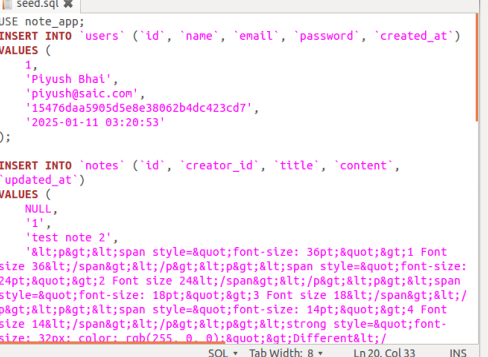 seed.sql ✖
USE note_app;
INSERT INTO `users` (`id`, `name`, `email`, `password`, `created_at`)
VALUES (
    1,
    'Piyush Bhai',
    'piyush@saic.com',
    '15476daa5905d5e8e38062b4dc423cd7',
    '2025-01-11 03:20:53'
);
INSERT INTO `notes` (`id`, `creator_id`, `title`, `content`,
`updated_at`)
VALUES (
    NULL,
    '1',
    'test note 2',
    '&lt;p&gt;&lt;span style=&quot;font-size: 36pt;&quot;&gt;1 Font
size 36&lt;/span&gt;&lt;/p&gt;&lt;p&gt;&lt;span style=&quot;font-size:
24pt;&quot;&gt;2 Font size 24&lt;/span&gt;&lt;/p&gt;&lt;p&gt;&lt;span
style=&quot;font-size: 18pt;&quot;&gt;3 Font size 18&lt;/span&gt;&lt;/
p&gt;&lt;p&gt;&lt;span style=&quot;font-size: 14pt;&quot;&gt;4 Font
size 14&lt;/span&gt;&lt;/p&gt;&lt;p&gt;&lt;strong style=&quot;font-
size: 32px; color: rgb(255, 0, 0);&quot;&gt;Different&lt;/
SQL ▾ Tab Width: 8 ▾ Ln 20, Col 33 INS